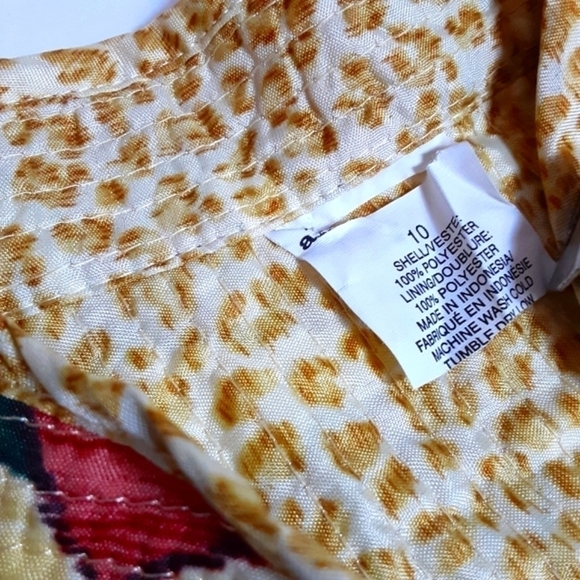 10
SHELL/VESTE:
100% POLYESTER
LINING/DOUBLURE:
100% POLYESTER
MADE IN INDONESIA/
FABRIQUÉ EN INDONÉSIE
MACHINE WASH COLD
TUMBLE DRY LOW